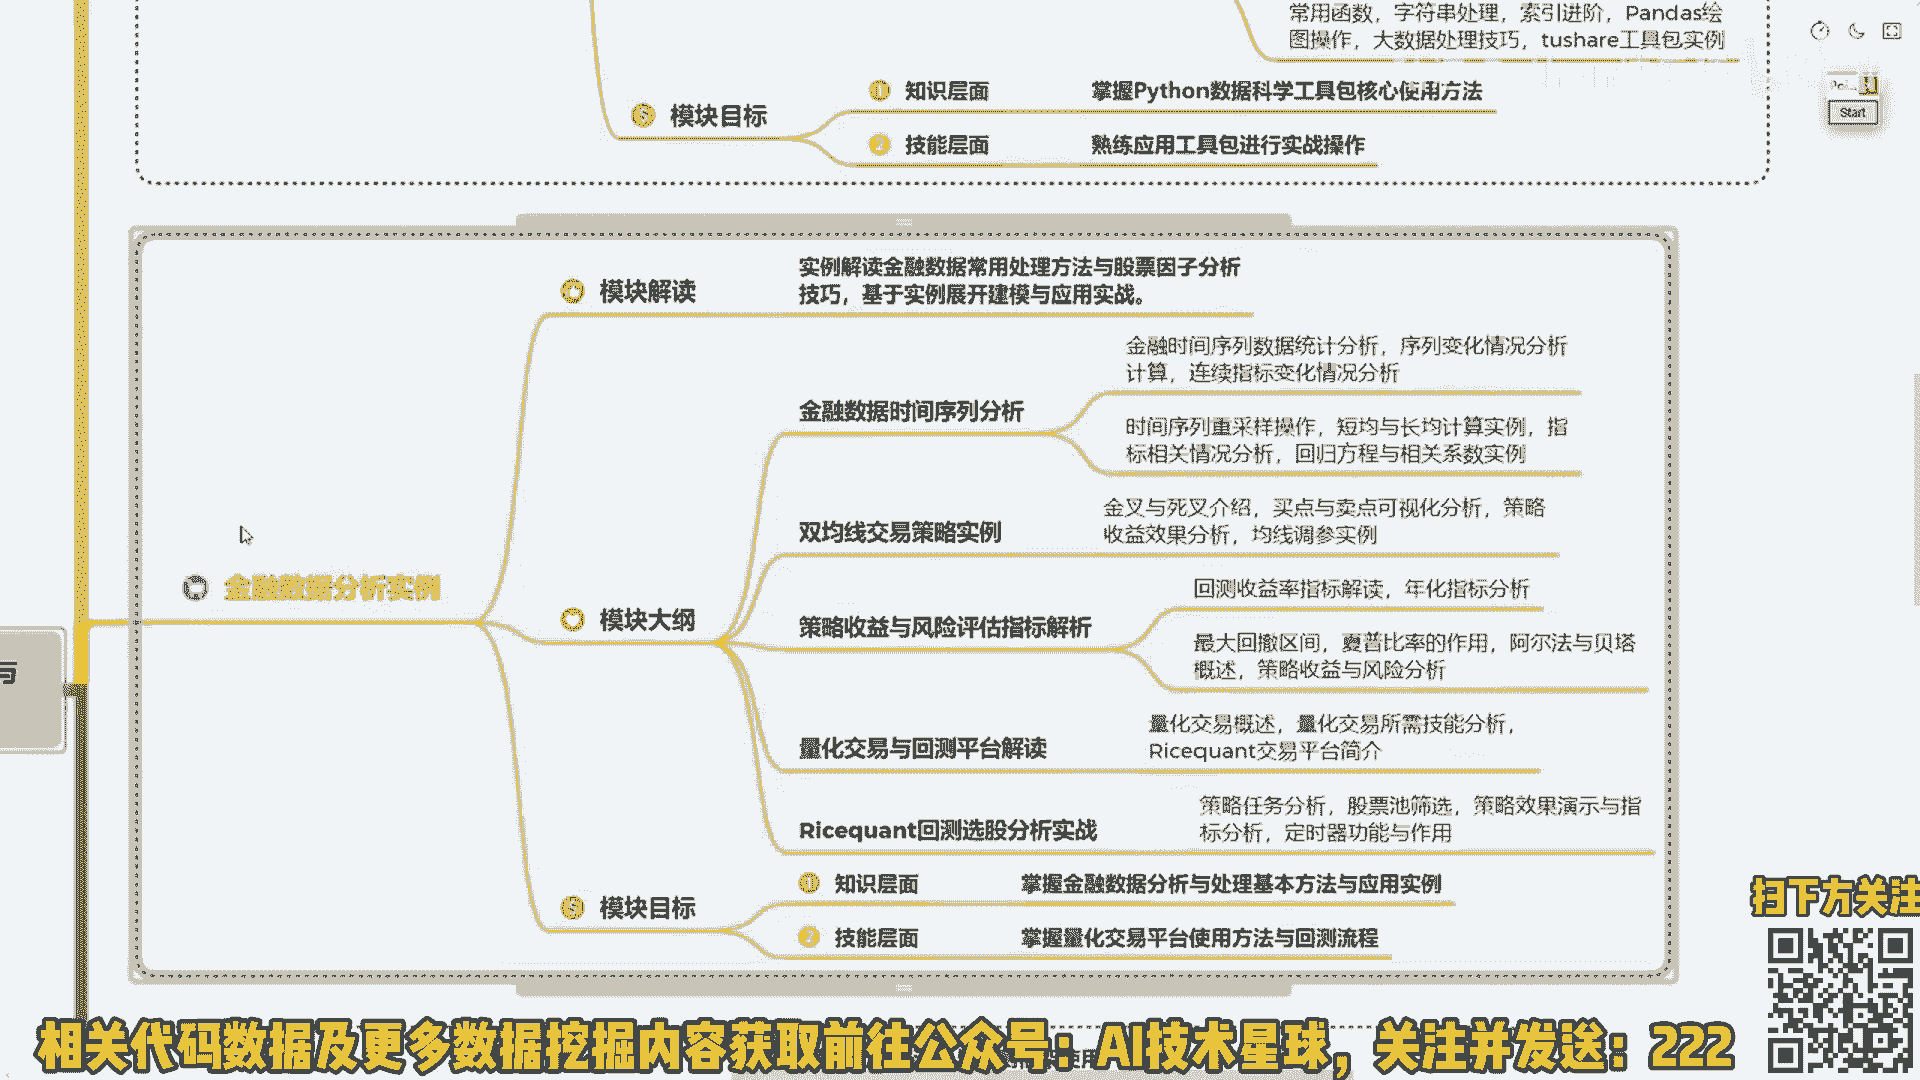 常用函数，字符串处理，索引进阶，Pandas绘
图操作，大数据处理技巧，tushare工具包实例
模块目标
1 知识层面 掌握Python数据科学工具包核心使用方法
2 技能层面 熟练应用工具包进行实战操作
Start
模块解读
实例解读金融数据常用处理方法与股票因子分析
技巧，基于实例展开建模与应用实战。
金融数据分析实例
模块大纲
金融数据时间序列分析
金融时间序列数据统计分析，序列变化情况分析
计算，连续指标变化情况分析
时间序列重采样操作，短均与长均计算实例，指
标相关情况分析，回归方程与相关系数实例
双均线交易策略实例
金叉与死叉介绍，买点与卖点可视化分析，策略
收益效果分析，均线调参实例
策略收益与风险评估指标解析
回测收益率指标解读，年化指标分析
最大回撤区间，夏普比率的作用，阿尔法与贝塔
概述，策略收益与风险分析
量化交易与回测平台解读
量化交易概述，量化交易所需技能分析，
Ricequant交易平台简介
Ricequant回测选股分析实战
策略任务分析，股票池筛选，策略效果演示与指
标分析，定时器功能与作用
模块目标
1 知识层面 掌握金融数据分析与处理基本方法与应用实例
2 技能层面 掌握量化交易平台使用方法与回测流程
与
扫下方关注
相关代码数据及更多数据挖掘内容获取前往公众号：AI技术星球，关注并发送：222